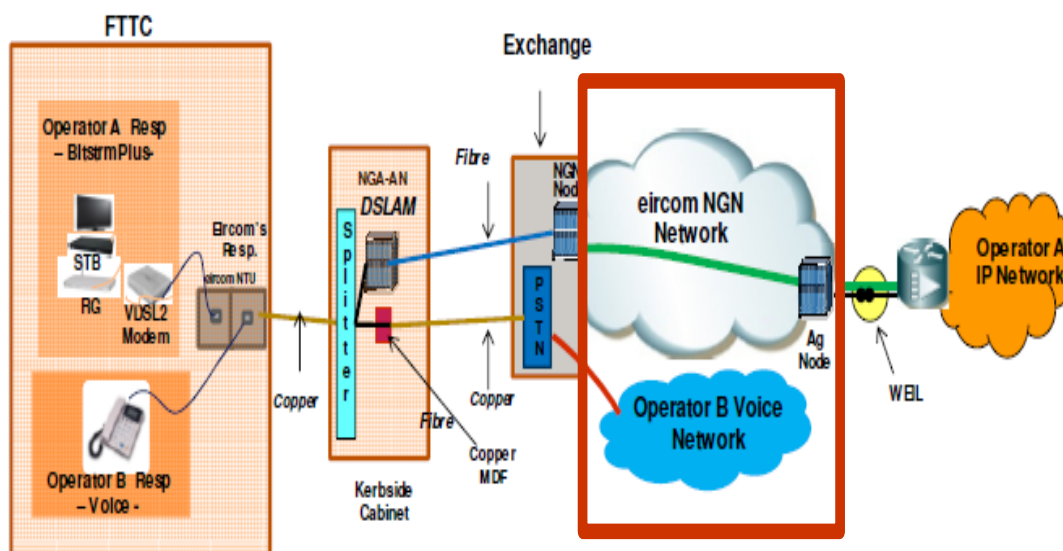 FTTC
Operator A Resp
– BItstrmPlus-
STB
RG
VDSL2
Modem
Eircom's
Resp.
eircom NTU
Operator B Resp
– Voice -
Copper
NGA-AN
DSLAM
Splitter
Fibre
Kerbside
Cabinet
Copper
MDF
Fibre
Copper
Exchange
NGN
Node
PSTN
eircom NGN
Network
Operator B Voice
Network
Ag
Node
WEIL
Operator A
IP Network